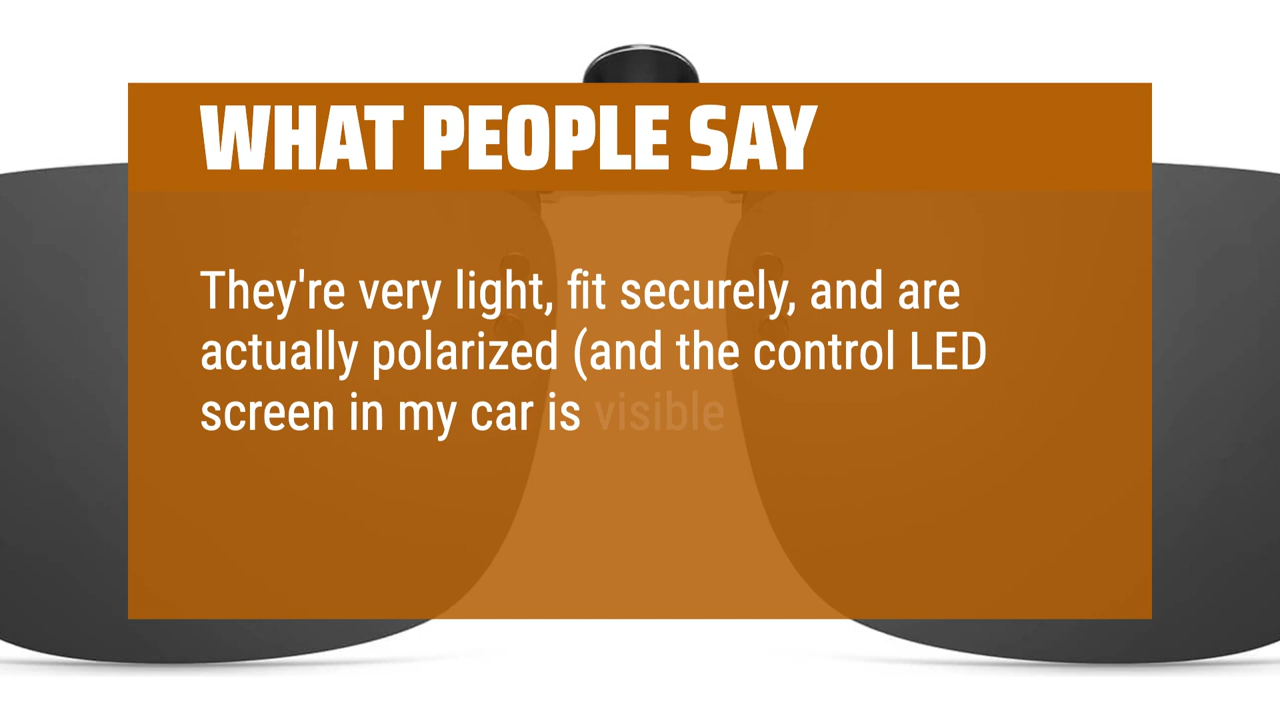 WHAT PEOPLE SAY
They're very light, fit securely, and are
actually polarized (and the control LED
screen in my car is visible